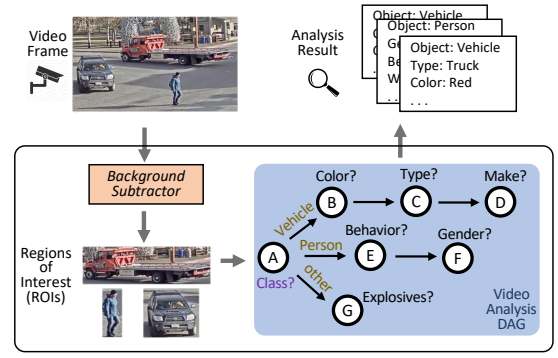 Video
Frame
Analysis
Result
Object: Vehicle
Object: Person
Ge
Be
W
. .
Object: Vehicle
Type: Truck
Color: Red
. . .
Background
Subtractor
Regions
of
Interest
(ROIs)
Color?
Type?
Make?
B
C
D
Vehicle
Behavior?
Gender?
Person
A
E
F
Class?
other
G
Explosives?
Video
Analysis
DAG